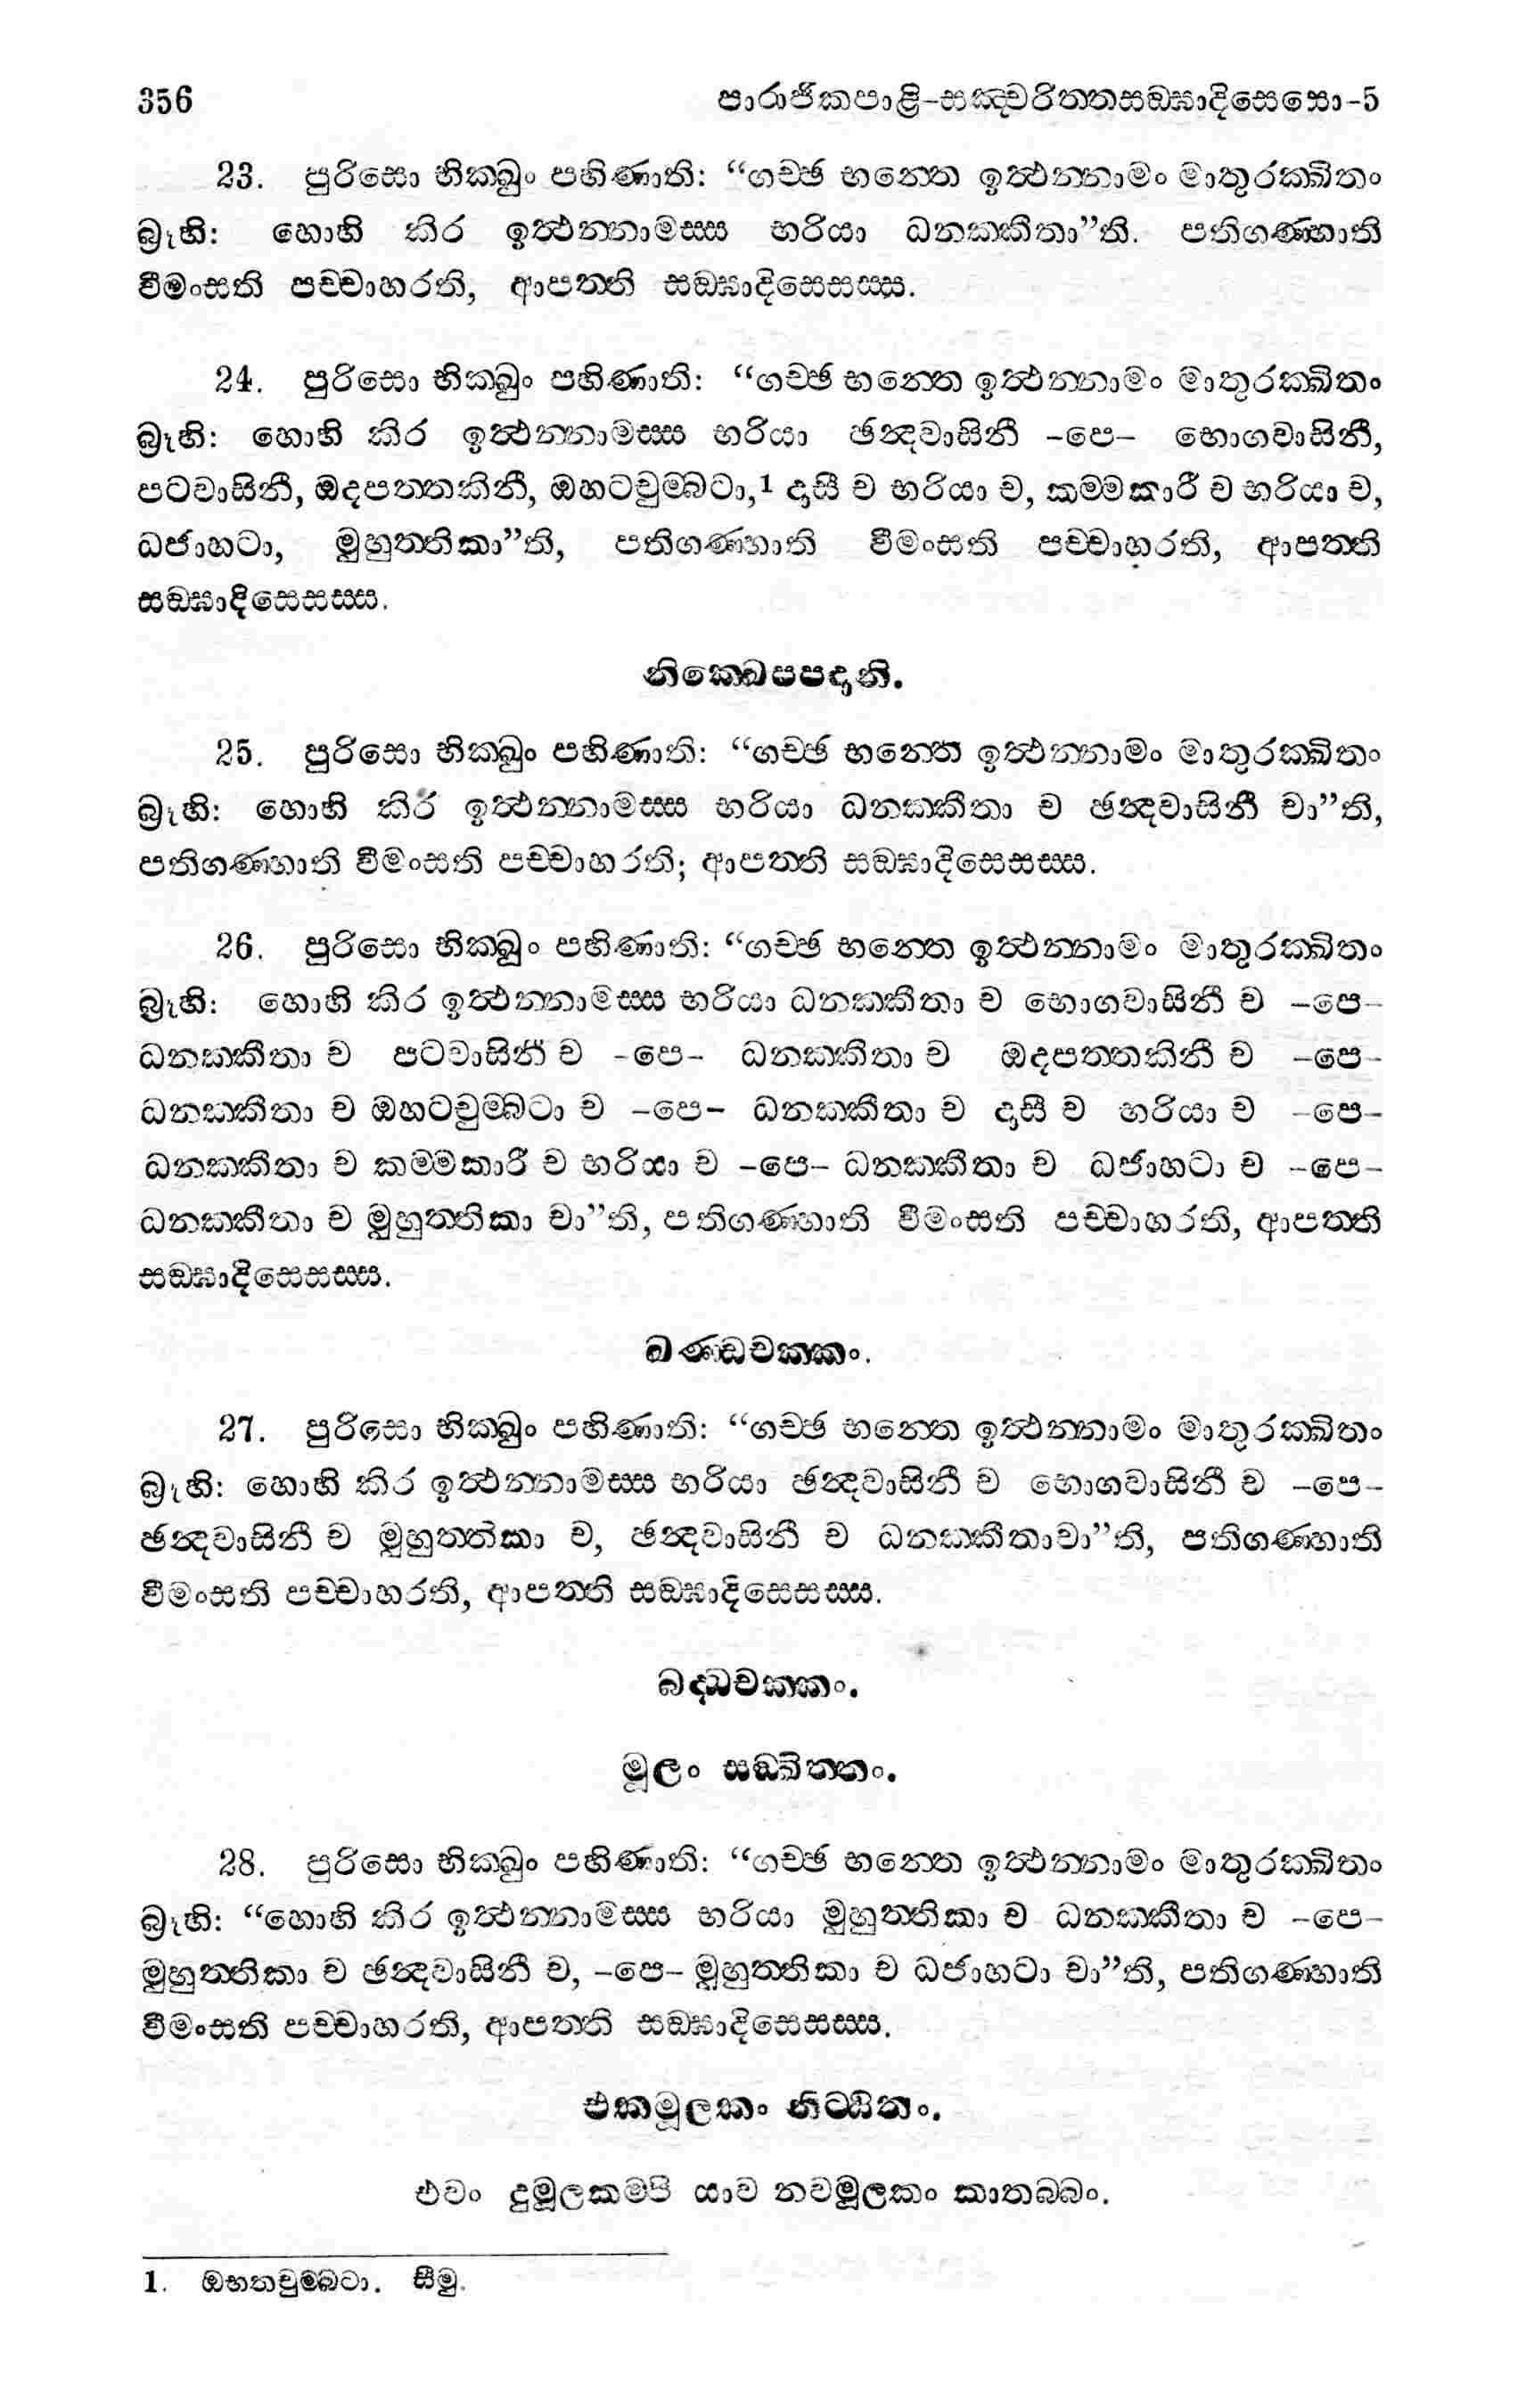 356 පාරාජිකපාළි-සඤ්චරිත්තසඞ්ඝාදිසෙසො-5
23. පුරිසො භික්ඛුං පහිණාති: “ගච්ඡ භන්තෙ ඉත්ථන්නාමං මාතුරක්ඛිතං
බ්‍රූහි: හොහි කිර ඉත්ථන්නාමස්ස භරියා ධනක්කීතා”ති. පතිගණ්හාති
වීමංසති පච්චාහරති, ආපත්ති සඞ්ඝාදිසෙසස්ස.
24. පුරිසො භික්ඛුං පහිණාති: “ගච්ඡ භන්තෙ ඉත්ථන්නාමං මාතුරක්ඛිතං
බ්‍රූහි: හොහි කිර ඉත්ථන්නාමස්ස භරියා ඡන්දවාසිනී -පෙ- භොගවාසිනී,
පටවාසිනී, ඔදපත්තකිනී, ඔහටචුම්බටා,1 දාසී ච භරියා ච, කම්මකාරී ච භරියා ච,
ධජාහටා, මුහුත්තිකා”ති, පතිගණ්හාති වීමංසති පච්චාහරති, ආපත්ති
සඞ්ඝාදිසෙසස්ස.
නික්ඛෙපපදානි.
25. පුරිසො භික්ඛුං පහිණාති: “ගච්ඡ භන්තෙ ඉත්ථන්නාමං මාතුරක්ඛිතං
බ්‍රූහි: හොහි කිර ඉත්ථන්නාමස්ස භරියා ධනක්කීතා ච ඡන්දවාසිනී චා”ති,
පතිගණ්හාති වීමංසති පච්චාහරති; ආපත්ති සඞ්ඝාදිසෙසස්ස.
26. පුරිසො භික්ඛුං පහිණාති: “ගච්ඡ භන්තෙ ඉත්ථන්නාමං මාතුරක්ඛිතං
බ්‍රූහි: හොහි කිර ඉත්ථන්නාමස්ස භරියා ධනක්කීතා ච භොගවාසිනී ච -පෙ-
ධනක්කීතා ච පටවාසිනී ච -පෙ- ධනක්කීතා ච ඔදපත්තකිනී ච -පෙ-
ධනක්කීතා ච ඔහටචුම්බටා ච -පෙ- ධනක්කීතා ච දාසී ච භරියා ච -පෙ-
ධනක්කීතා ච කම්මකාරී ච භරියා ච -පෙ- ධනක්කීතා ච ධජාහටා ච -පෙ-
ධනක්කීතා ච මුහුත්තිකා චා”ති, පතිගණ්හාති වීමංසති පච්චාහරති, ආපත්ති
සඞ්ඝාදිසෙසස්ස.
ඛණ්ඩචක්කං.
27. පුරිසො භික්ඛුං පහිණාති: “ගච්ඡ භන්තෙ ඉත්ථන්නාමං මාතුරක්ඛිතං
බ්‍රූහි: හොහි කිර ඉත්ථන්නාමස්ස භරියා ඡන්දවාසිනී ච භොගවාසිනී ච -පෙ-
ඡන්දවාසිනී ච මුහුත්තිකා ච, ඡන්දවාසිනී ච ධනක්කීතාචා”ති, පතිගණ්හාති
වීමංසති පච්චාහරති, ආපත්ති සඞ්ඝාදිසෙසස්ස.
බද්ධචක්කං.
මූලං සඞ්ඛිත්තං.
28. පුරිසො භික්ඛුං පහිණාති: “ගච්ඡ භන්තෙ ඉත්ථන්නාමං මාතුරක්ඛිතං
බ්‍රූහි: “හොහි කිර ඉත්ථන්නාමස්ස භරියා මුහුත්තිකා ච ධනක්කීතා ච -පෙ-
මුහුත්තිකා ච ඡන්දවාසිනී ච, -පෙ- මුහුත්තිකා ච ධජාහටා චා”ති, පතිගණ්හාති
වීමංසති පච්චාහරති, ආපත්ති සඞ්ඝාදිසෙසස්ස.
එකමූලකං නිට්ඨිතං.
එවං දුමූලකම්පි යාව නවමූලකං කාතබ්බං.
1. ඔභතචුම්බටා. සීමු.